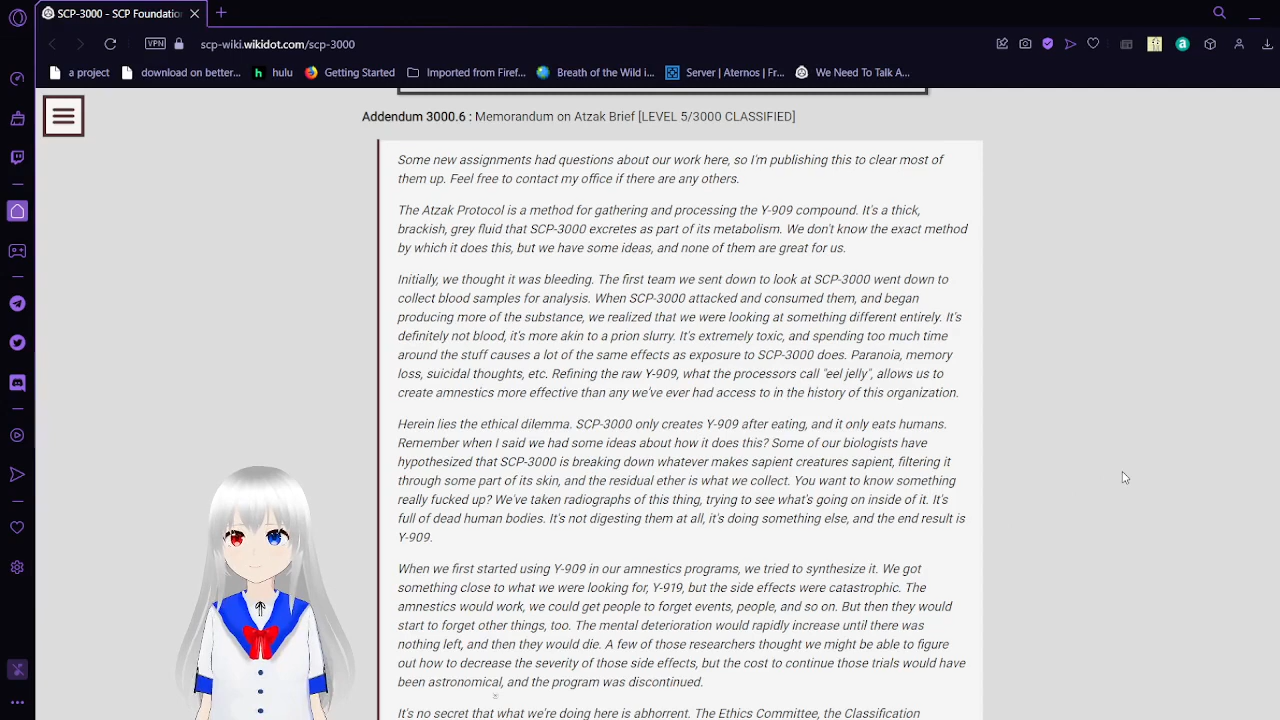 SCP-3000 - SCP Foundatio
VPN
scp-wiki.wikidot.com/scp-3000
a project
download on better...
hulu
Getting Started
Imported from Firef...
Breath of the Wild i...
Server | Aternos | Fr...
We Need To Talk A...
Addendum 3000.6 : Memorandum on Atzak Brief [LEVEL 5/3000 CLASSIFIED]
Some new assignments had questions about our work here, so I'm publishing this to clear most of
them up. Feel free to contact my office if there are any others.
The Atzak Protocol is a method for gathering and processing the Y-909 compound. It's a thick,
brackish, grey fluid that SCP-3000 excretes as part of its metabolism. We don't know the exact method
by which it does this, but we have some ideas, and none of them are great for us.
Initially, we thought it was bleeding. The first team we sent down to look at SCP-3000 went down to
collect blood samples for analysis. When SCP-3000 attacked and consumed them, and began
producing more of the substance, we realized that we were looking at something different entirely. It's
definitely not blood, it's more akin to a prion slurry. It's extremely toxic, and spending too much time
around the stuff causes a lot of the same effects as exposure to SCP-3000 does. Paranoia, memory
loss, suicidal thoughts, etc. Refining the raw Y-909, what the processors call "eel jelly", allows us to
create amnestics more effective than any we've ever had access to in the history of this organization.
Herein lies the ethical dilemma. SCP-3000 only creates Y-909 after eating, and it only eats humans.
Remember when I said we had some ideas about how it does this? Some of our biologists have
hypothesized that SCP-3000 is breaking down whatever makes sapient creatures sapient, filtering it
through some part of its skin, and the residual ether is what we collect. You want to know something
really fucked up? We've taken radiographs of this thing, trying to see what's going on inside of it. It's
full of dead human bodies. It's not digesting them at all, it's doing something else, and the end result is
Y-909.
When we first started using Y-909 in our amnestics programs, we tried to synthesize it. We got
something close to what we were looking for, Y-919, but the side effects were catastrophic. The
amnestics would work, we could get people to forget events, people, and so on. But then they would
start to forget other things, too. The mental deterioration would rapidly increase until there was
nothing left, and then they would die. A few of those researchers thought we might be able to figure
out how to decrease the severity of those side effects, but the cost to continue those trials would have
been astronomical, and the program was discontinued.
It's no secret that what we're doing here is abhorrent. The Ethics Committee, the Classification